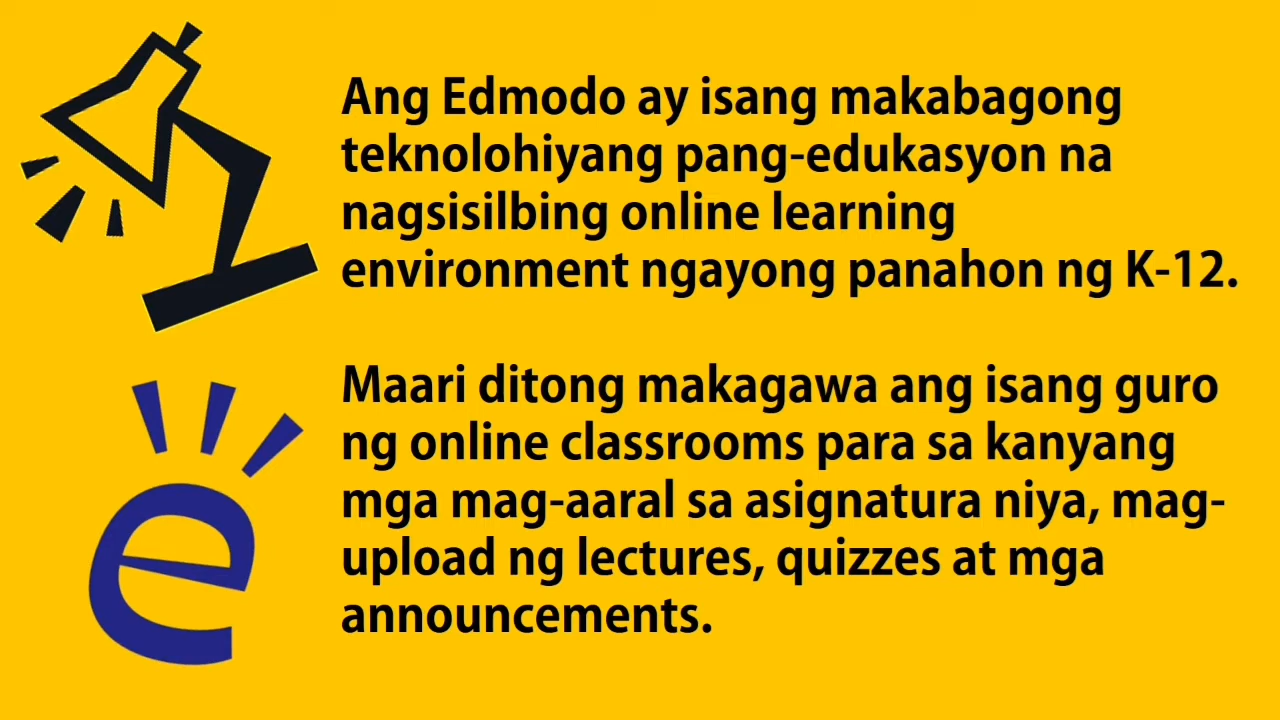 Ang Edmodo ay isang makabagong
teknolohiyang pang-edukasyon na
nagsisilbing online learning
environment ngayong panahon ng K-12.
Maari ditong makagawa ang isang guro
ng online classrooms para sa kanyang
mga mag-aaral sa asignatura niya, mag-
upload ng lectures, quizzes at mga
announcements.
e